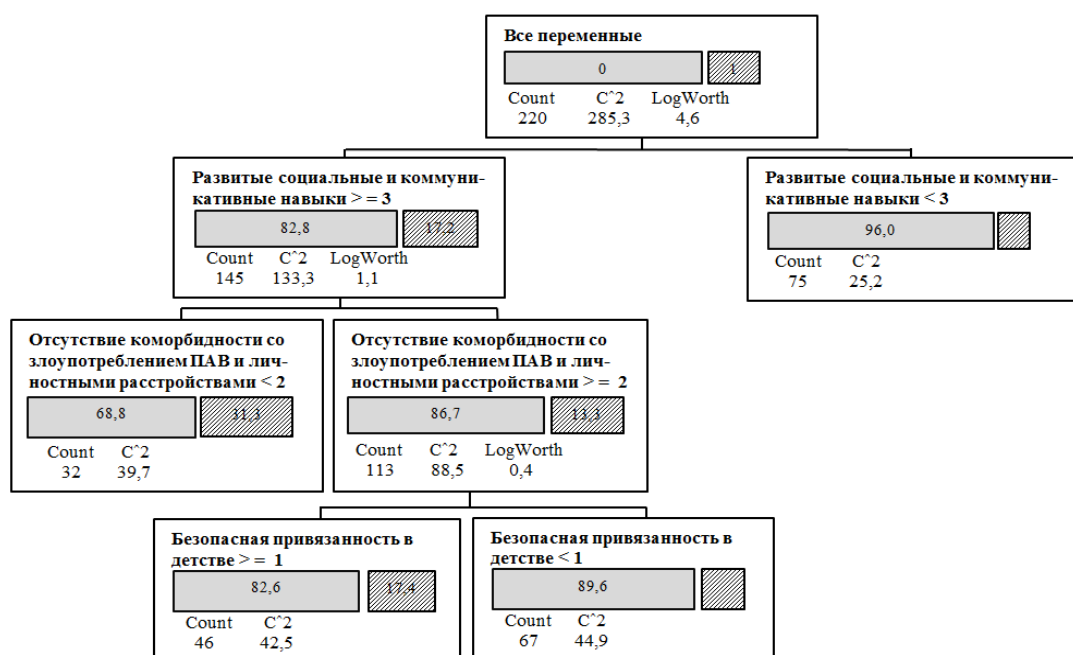 Все переменные
0 1
Count C^2 LogWorth
220 285,3 4,6
Развитые социальные и коммуни-
кативные навыки > = 3
82,8 17,2
Count C^2 LogWorth
145 133,3 1,1
Развитые социальные и коммуни-
кативные навыки < 3
96,0
Count C^2
75 25,2
Отсутствие коморбидности со
злоупотреблением ПАВ и лич-
ностными расстройствами < 2
68,8 31,3
Count C^2
32 39,7
Отсутствие коморбидности со
злоупотреблением ПАВ и лич-
ностными расстройствами > = 2
86,7 13,3
Count C^2 LogWorth
113 88,5 0,4
Безопасная привязанность в
детстве > = 1
82,6 17,4
Count C^2
46 42,5
Безопасная привязанность в
детстве < 1
89,6
Count C^2
67 44,9